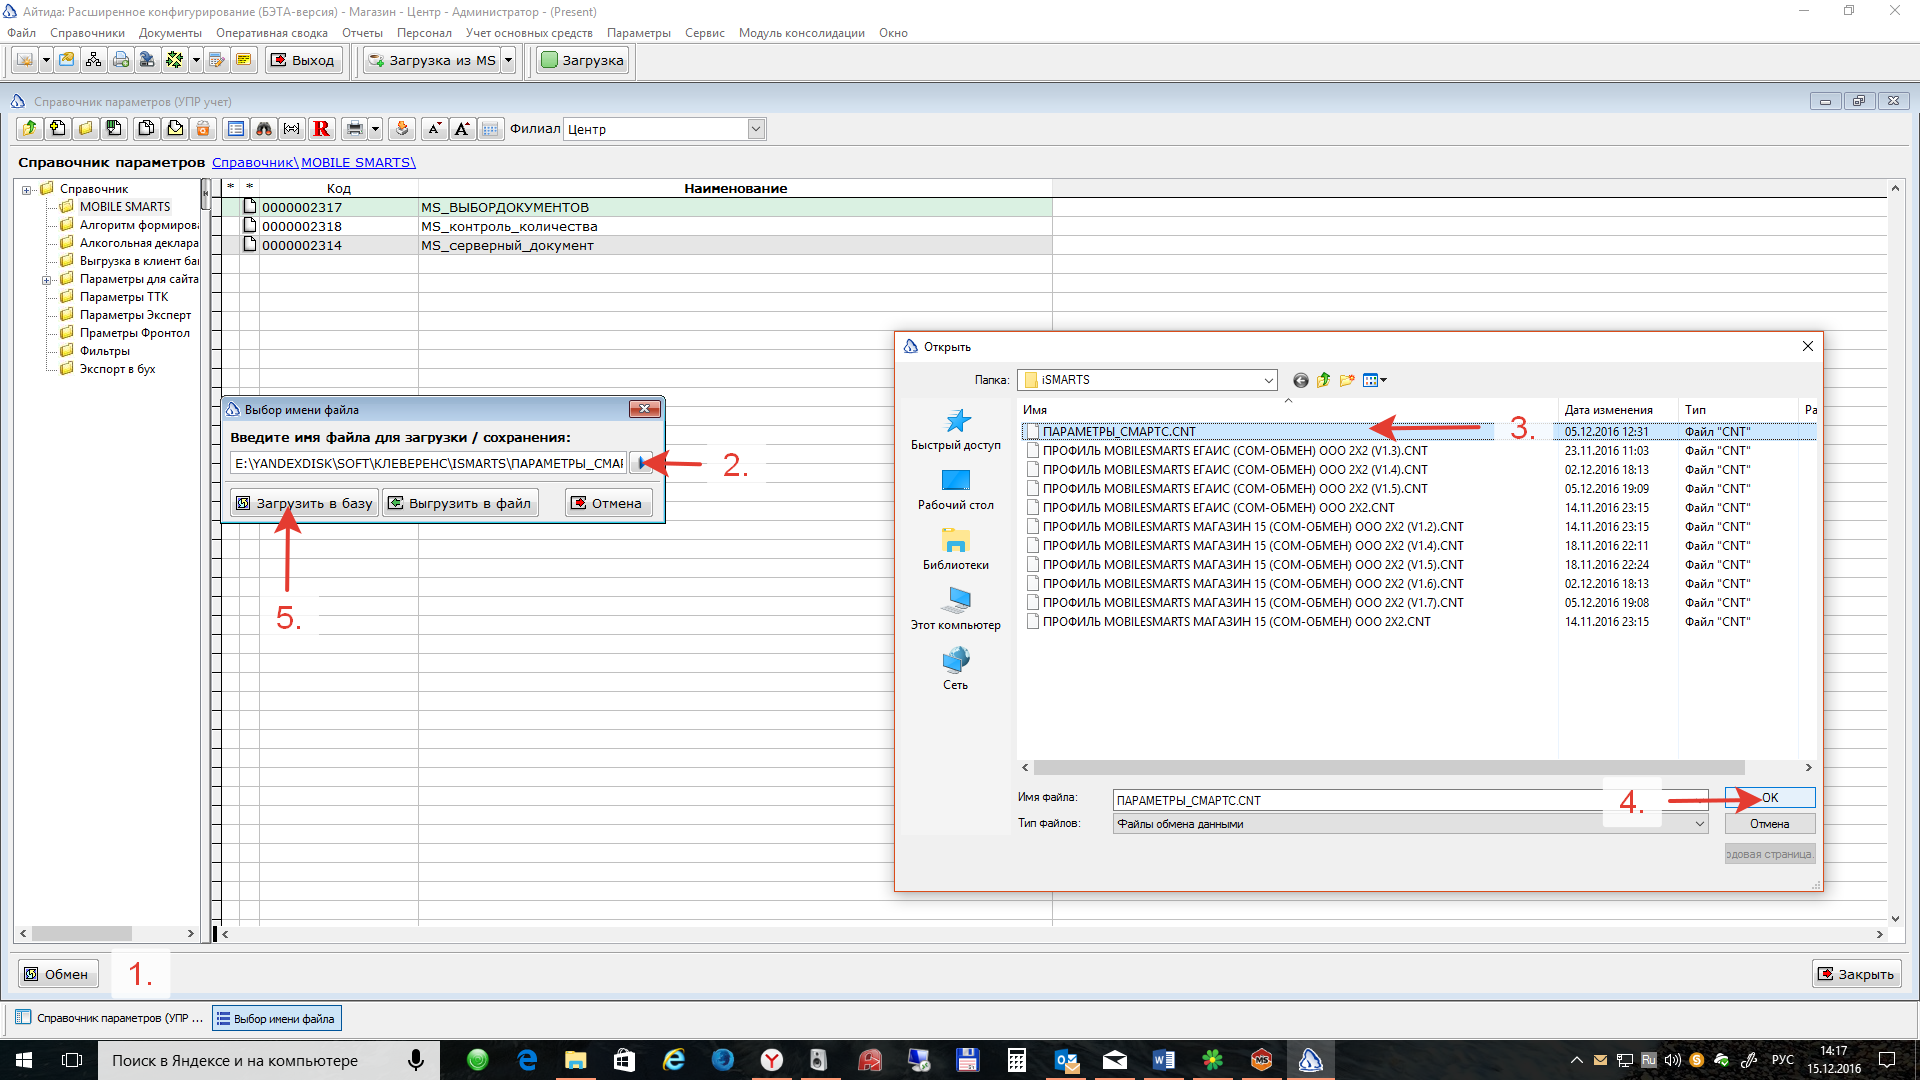 Айтида: Расширенное конфигурирование (БЭТА-версия) - Магазин - Центр - Администратор - (Present)
Файл Справочники Документы Оперативная сводка Отчеты Персонал Учет основных средств Параметры Сервис Модуль консолидации Окно
Выход Загрузка из MS Загрузка
Справочник параметров (УПР учет)
R A A Филиал Центр
Справочник параметров Справочник\ MOBILE SMARTS\
* * Код Наименование
Справочник
MOBILE SMARTS
Алгоритм формирова
Алкогольная деклара
Выгрузка в клиент ба
Параметры для сайта
Параметры ТТК
Параметры Эксперт
Праметры Фронтол
Фильтры
Экспорт в бух
0000002317 MS_ВЫБОРДОКУМЕНТОВ
0000002318 MS_контроль_количества
0000002314 MS_серверный_документ
Выбор имени файла
Введите имя файла для загрузки / сохранения:
E:\YANDEXDISK\SOFT\КЛЕВЕРЕНС\ISMARTS\ПАРАМЕТРЫ_СМАР
2.
Загрузить в базу Выгрузить в файл Отмена
5.
Открыть
Папка: iSMARTS
Быстрый доступ
Рабочий стол
Библиотеки
Этот компьютер
Сеть
Имя Дата изменения Тип Ра
ПАРАМЕТРЫ_СМАРТС.CNT 3. 05.12.2016 12:31 Файл "CNT"
ПРОФИЛЬ MOBILESMARTS ЕГАИС (COM-ОБМЕН) ООО 2X2 (V1.3).CNT 23.11.2016 11:03 Файл "CNT"
ПРОФИЛЬ MOBILESMARTS ЕГАИС (COM-ОБМЕН) ООО 2X2 (V1.4).CNT 02.12.2016 18:13 Файл "CNT"
ПРОФИЛЬ MOBILESMARTS ЕГАИС (COM-ОБМЕН) ООО 2X2 (V1.5).CNT 05.12.2016 19:09 Файл "CNT"
ПРОФИЛЬ MOBILESMARTS ЕГАИС (COM-ОБМЕН) ООО 2X2.CNT 14.11.2016 23:15 Файл "CNT"
ПРОФИЛЬ MOBILESMARTS МАГАЗИН 15 (COM-ОБМЕН) ООО 2X2 (V1.2).CNT 14.11.2016 23:15 Файл "CNT"
ПРОФИЛЬ MOBILESMARTS МАГАЗИН 15 (COM-ОБМЕН) ООО 2X2 (V1.4).CNT 18.11.2016 22:11 Файл "CNT"
ПРОФИЛЬ MOBILESMARTS МАГАЗИН 15 (COM-ОБМЕН) ООО 2X2 (V1.5).CNT 18.11.2016 22:24 Файл "CNT"
ПРОФИЛЬ MOBILESMARTS МАГАЗИН 15 (COM-ОБМЕН) ООО 2X2 (V1.6).CNT 02.12.2016 18:13 Файл "CNT"
ПРОФИЛЬ MOBILESMARTS МАГАЗИН 15 (COM-ОБМЕН) ООО 2X2 (V1.7).CNT 05.12.2016 19:08 Файл "CNT"
ПРОФИЛЬ MOBILESMARTS МАГАЗИН 15 (COM-ОБМЕН) ООО 2X2.CNT 14.11.2016 23:15 Файл "CNT"
Имя файла: ПАРАМЕТРЫ_СМАРТС.CNT 4. OK
Тип файлов: Файлы обмена данными Отмена
одовая страница.
Обмен 1. Закрыть
Справочник параметров (УПР ... Выбор имени файла
Поиск в Яндексе и на компьютере
Ru РУС 14:17
15.12.2016